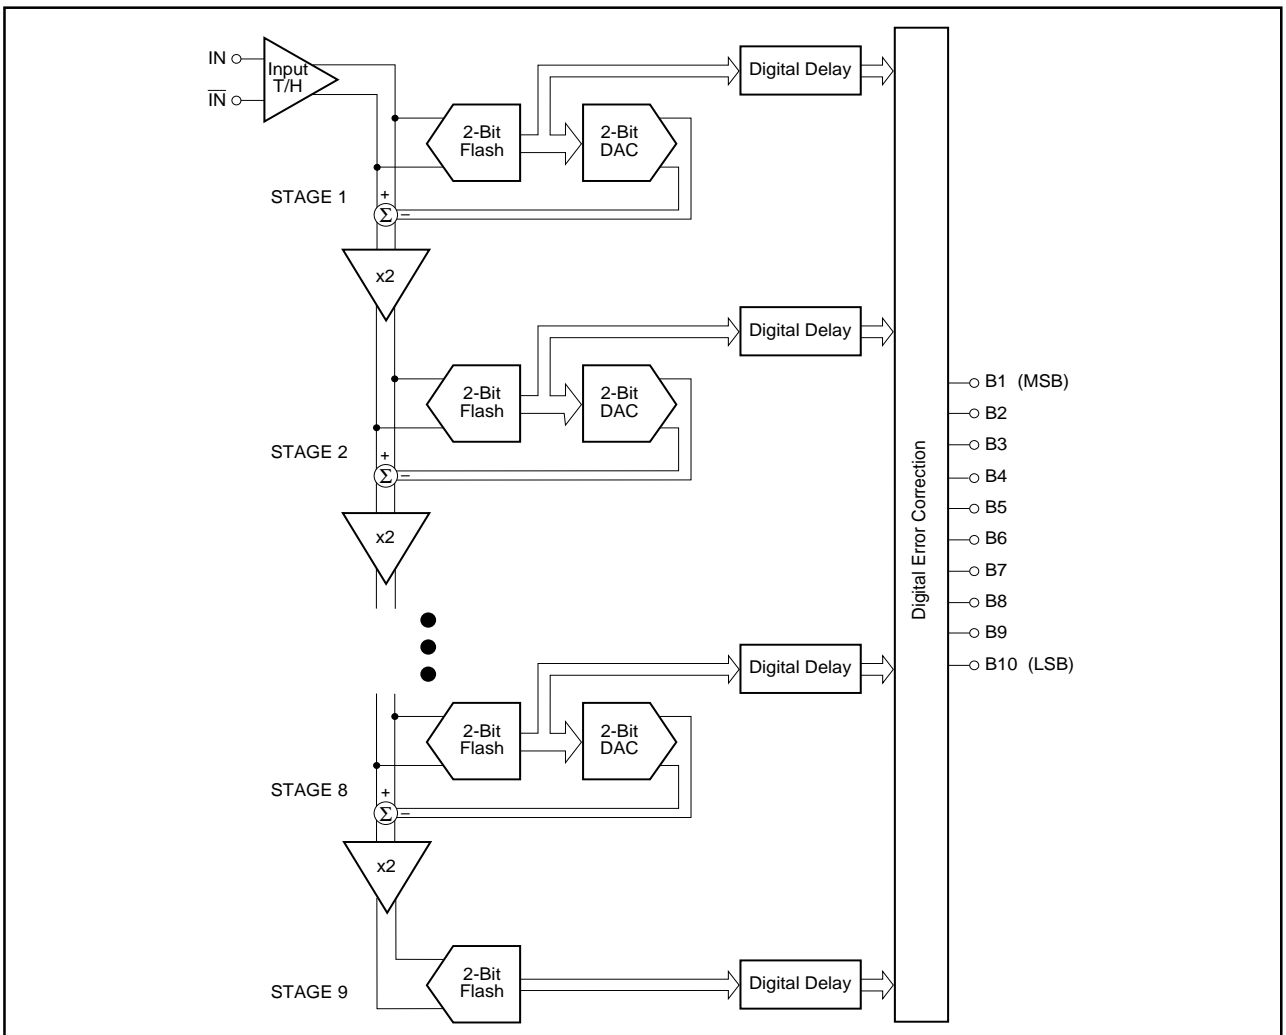 IN
IN
Input
T/H
STAGE 1
+
Σ
–
2-Bit
Flash
2-Bit
DAC
Digital Delay
x2
STAGE 2
+
Σ
–
2-Bit
Flash
2-Bit
DAC
Digital Delay
x2
STAGE 8
+
Σ
–
2-Bit
Flash
2-Bit
DAC
Digital Delay
x2
STAGE 9
2-Bit
Flash
Digital Delay
Digital Error Correction
B1 (MSB)
B2
B3
B4
B5
B6
B7
B8
B9
B10 (LSB)